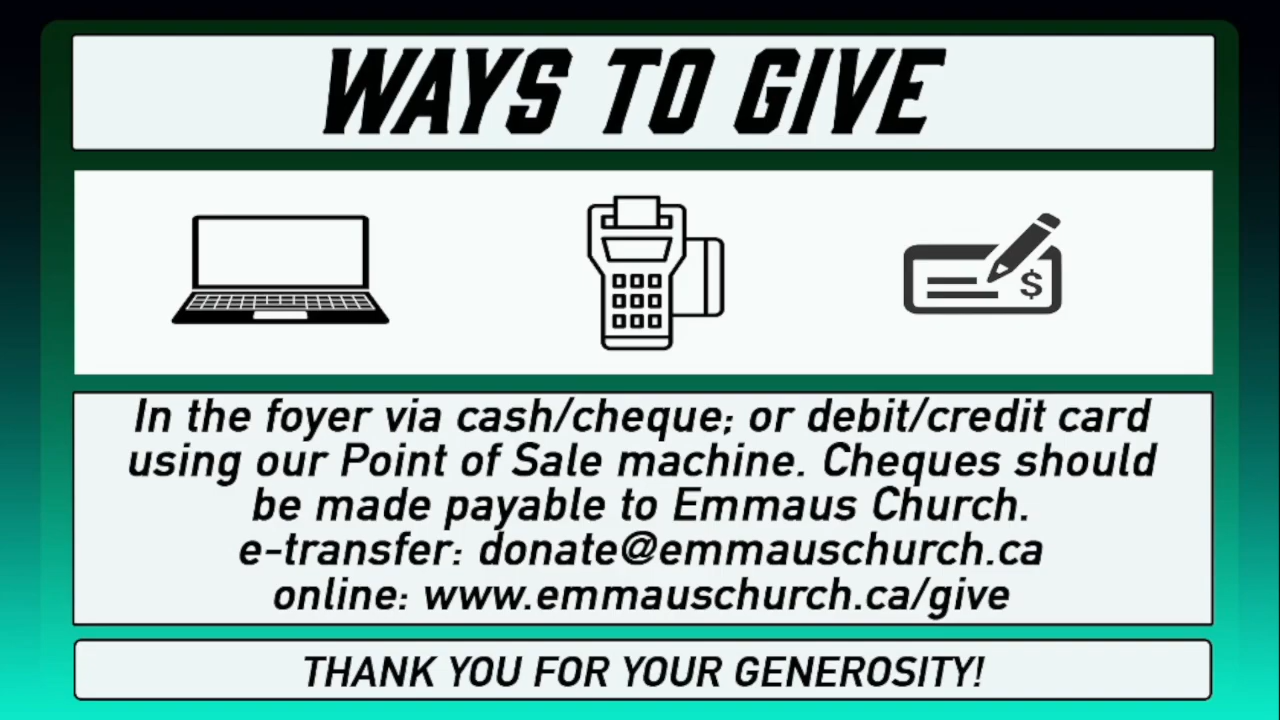 WAYS TO GIVE
$
In the foyer via cash/cheque; or debit/credit card
using our Point of Sale machine. Cheques should
be made payable to Emmaus Church.
e-transfer: donate@emmauschurch.ca
online: www.emmauschurch.ca/give
THANK YOU FOR YOUR GENEROSITY!